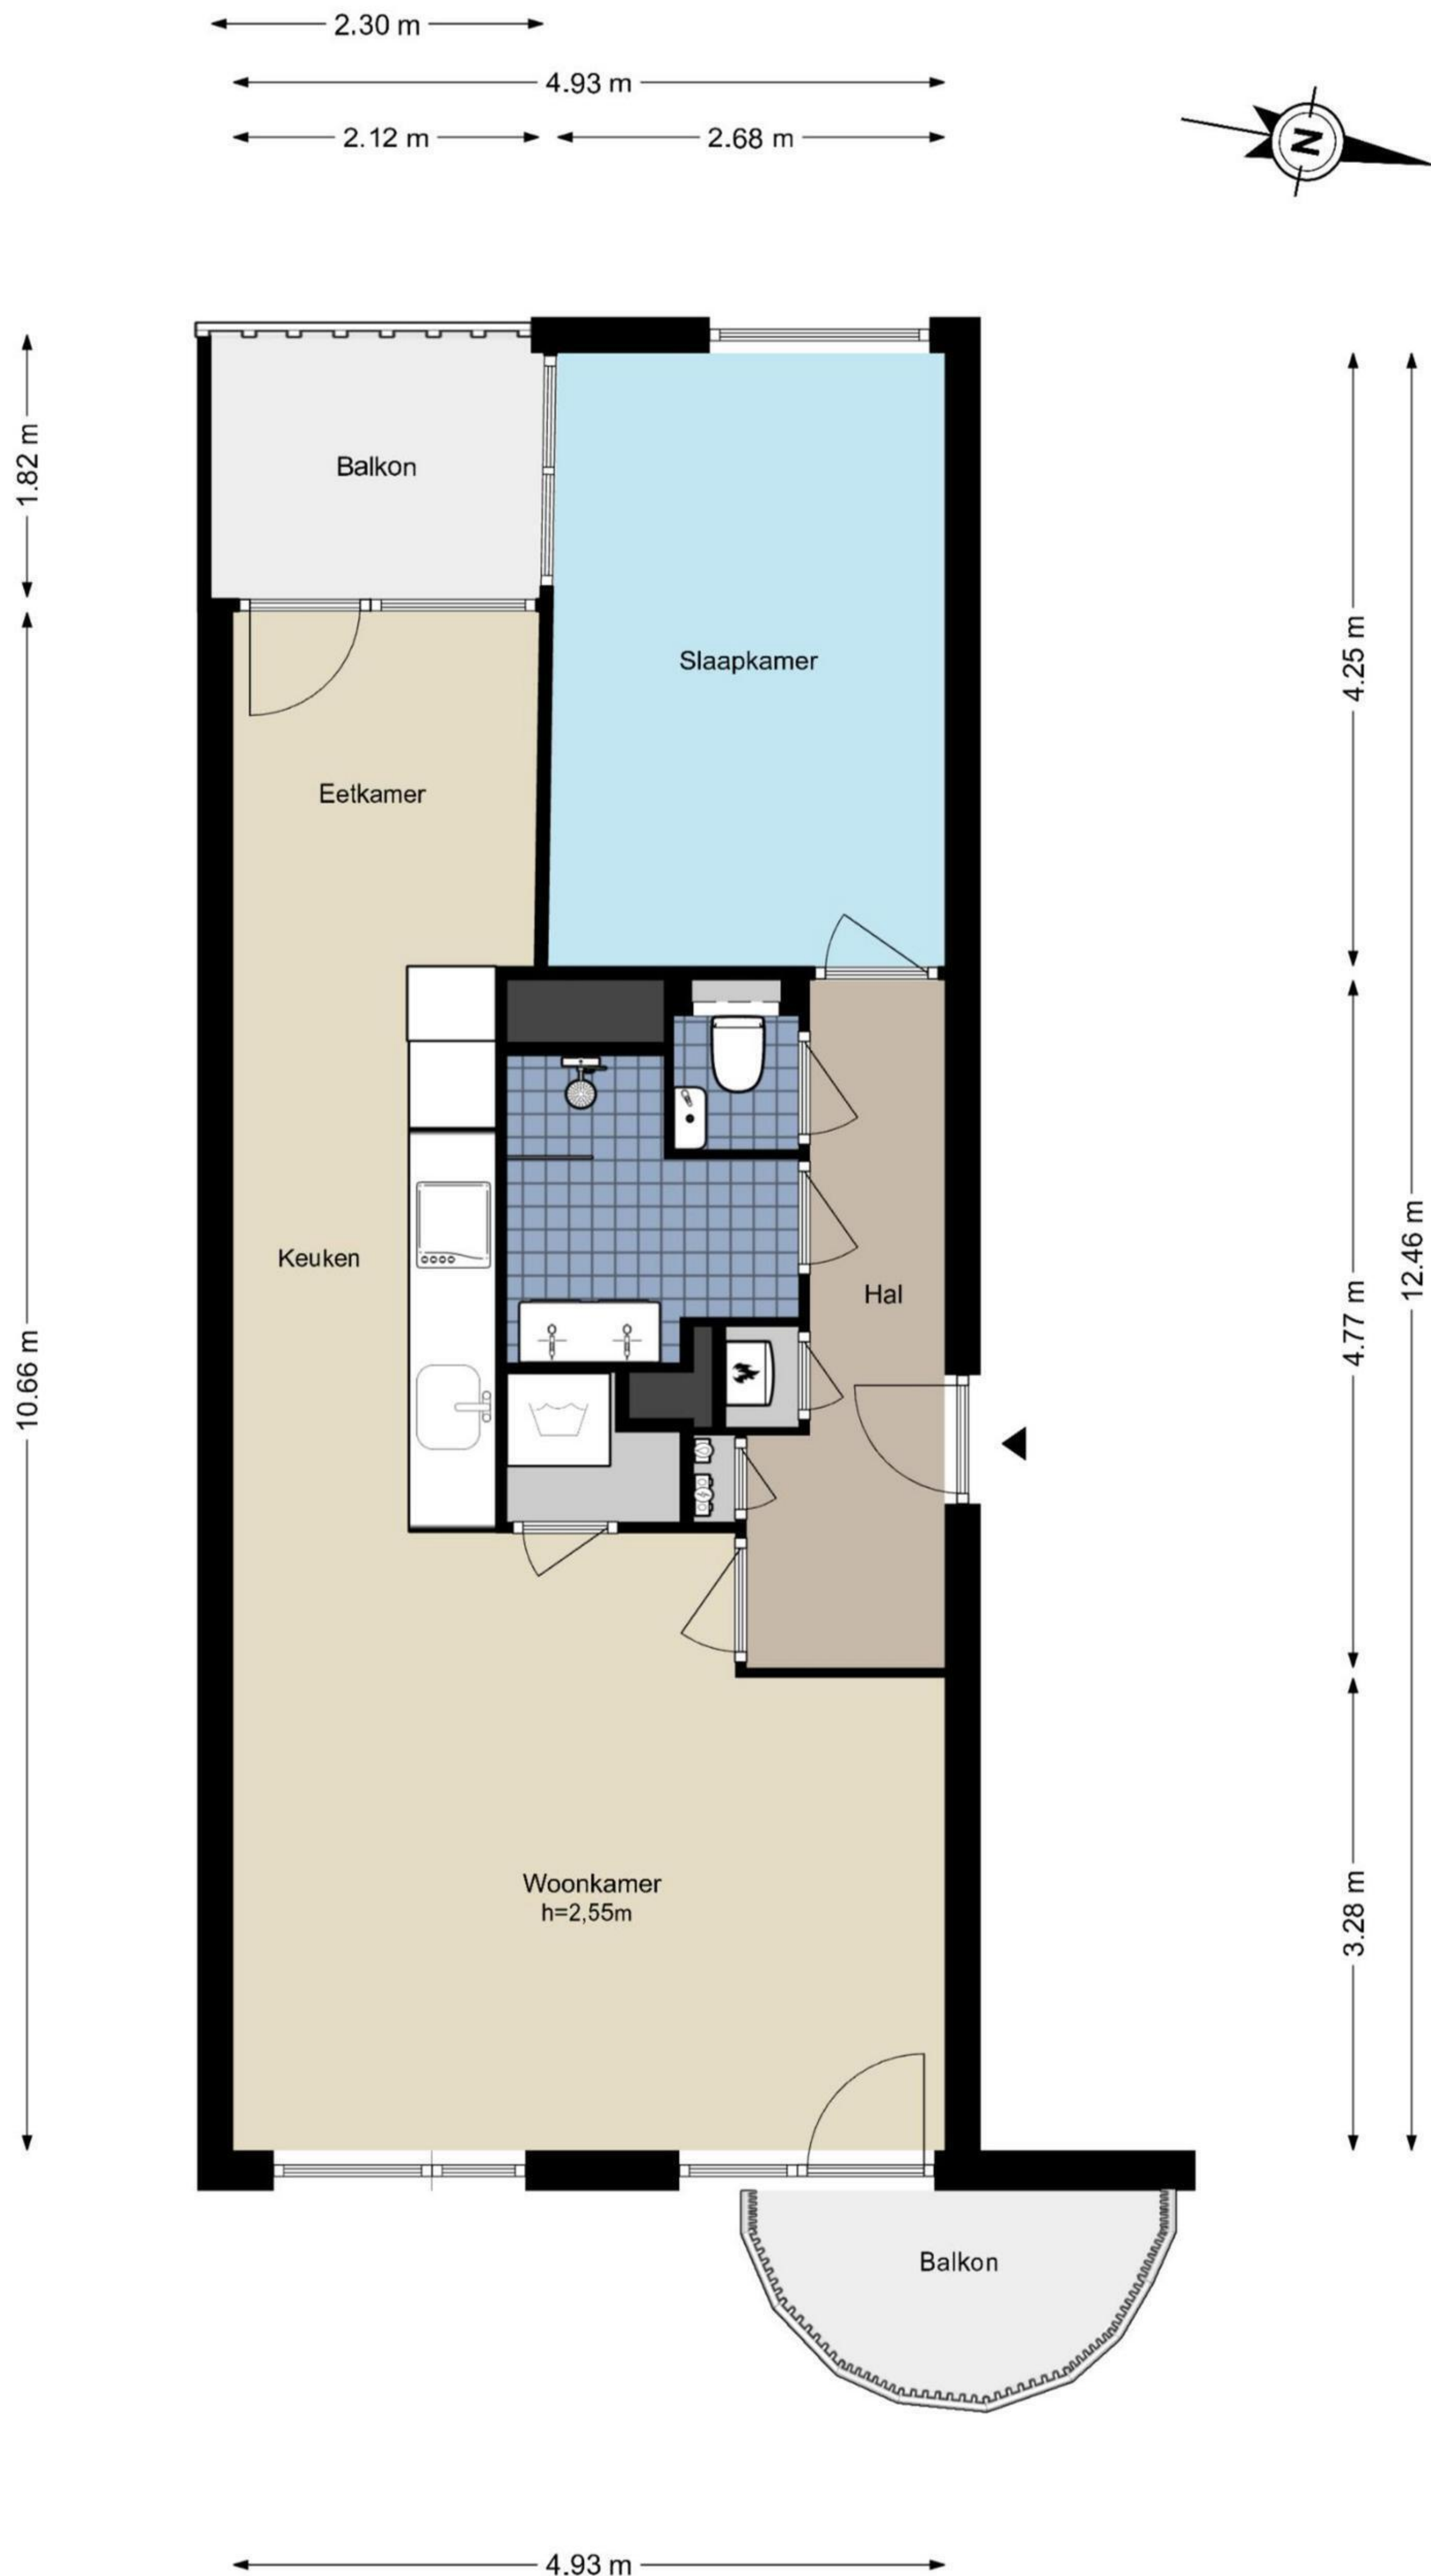 2.30 m
4.93 m
2.12 m
2.68 m
N
1.82 m
Balkon
4.25 m
Slaapkamer
Eetkamer
12.46 m
Keuken
Hal
4.77 m
10.66 m
Woonkamer
h=2,55m
3.28 m
Balkon
4.93 m